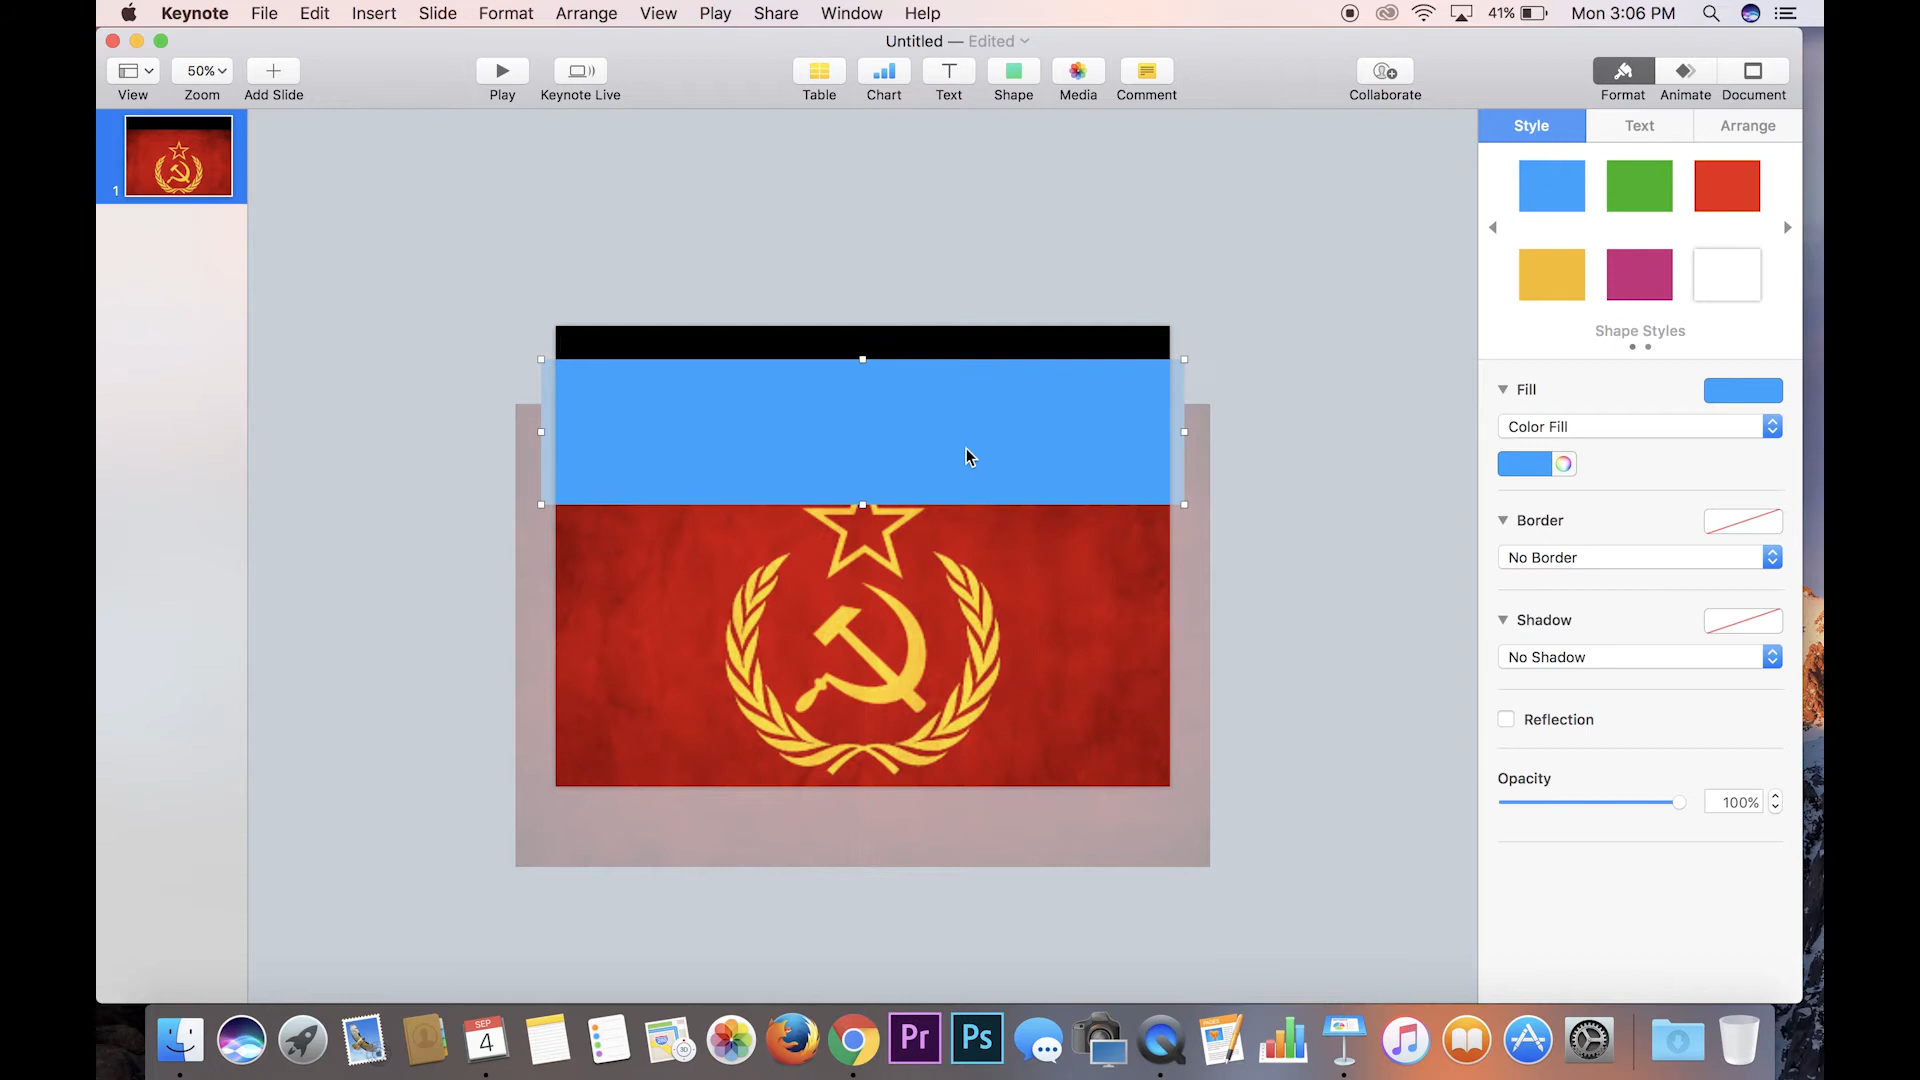 Keynote File Edit Insert Slide Format Arrange View Play Share Window Help 41% Mon 3:06 PM
Untitled — Edited
50%
View Zoom Add Slide Play Keynote Live Table Chart Text Shape Media Comment Collaborate Format Animate Document
Style Text Arrange
1
Shape Styles
Fill
Color Fill
Border
No Border
Shadow
No Shadow
Reflection
Opacity
100%
SEP
4
3D
Pr
Ps